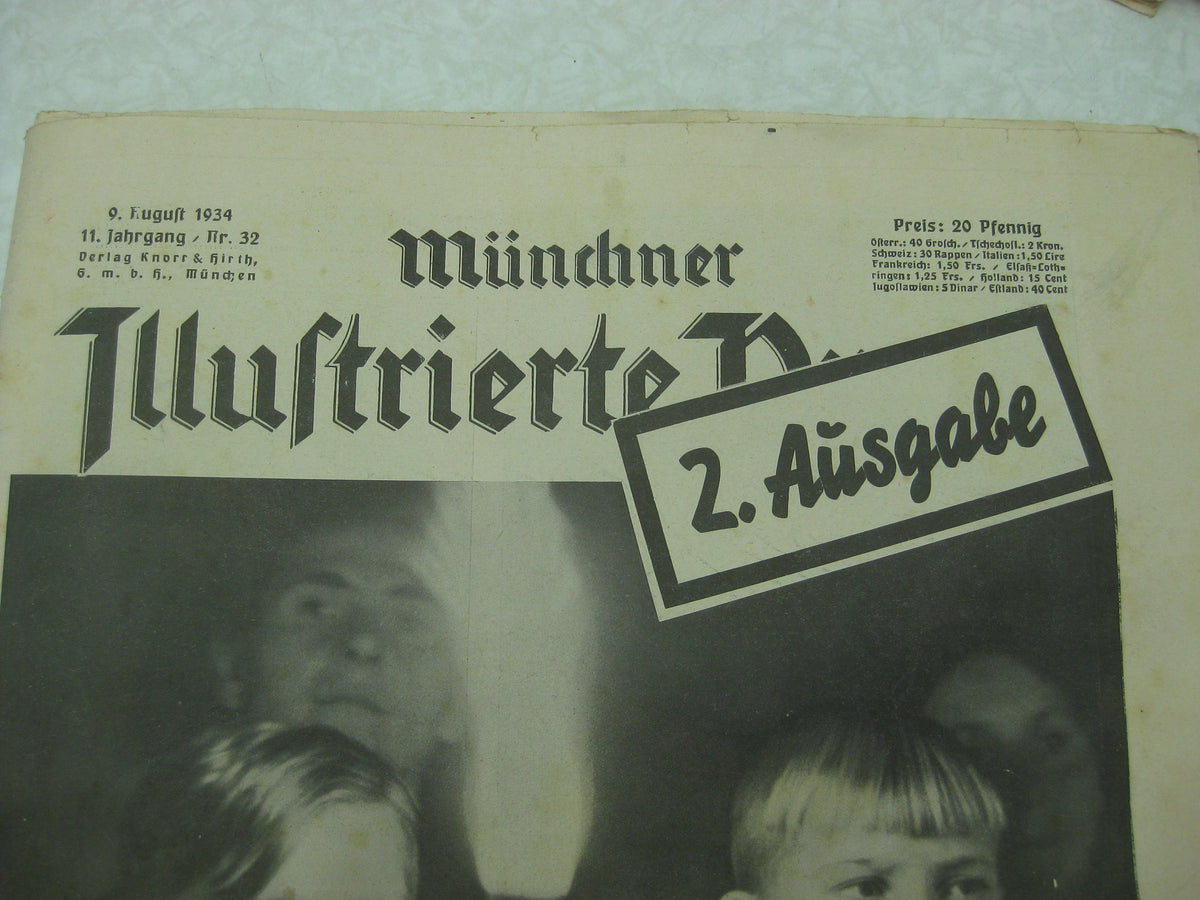 9. August 1934
11. Jahrgang / Nr. 32
Verlag Knorr & Hirth,
G. m. b. H., München
Münchner
Illustrierte
Preis: 20 Pfennig
Österr.: 40 Grosch. / Tschechosl.: 2 Kron.
Schweiz: 30 Rappen / Italien: 1,50 Lire
Frankreich: 1,50 Frs. / Elsaß=Loth=
ringen: 1,25 Frs. / Holland: 15 Cent
Jugoslawien: 5 Dinar / Estland: 40 Cent
2. Ausgabe